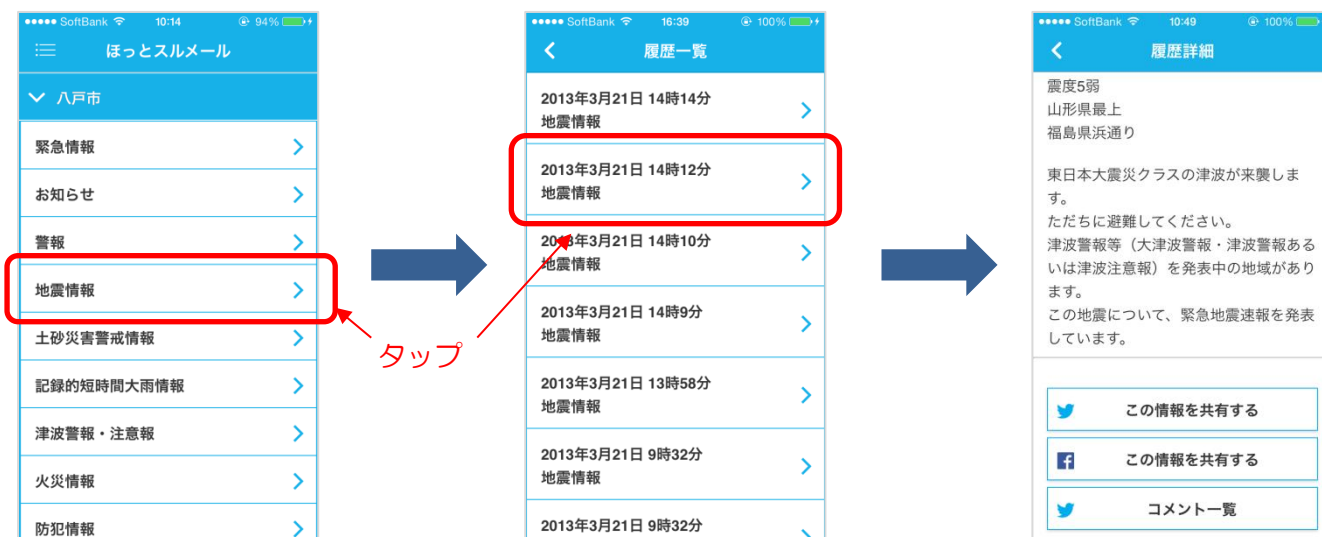 SoftBank 10:14 94%
ほっとスルメール
八戸市
緊急情報
お知らせ
警報
地震情報
土砂災害警戒情報
記録的短時間大雨情報
津波警報・注意報
火災情報
防犯情報
タップ
SoftBank 16:39 100%
履歴一覧
2013年3月21日 14時14分
地震情報
2013年3月21日 14時12分
地震情報
2013年3月21日 14時10分
地震情報
2013年3月21日 14時9分
地震情報
2013年3月21日 13時58分
地震情報
2013年3月21日 9時32分
地震情報
2013年3月21日 9時32分
SoftBank 10:49 100%
履歴詳細
震度5弱
山形県最上
福島県浜通り
東日本大震災クラスの津波が来襲しま
す。
ただちに避難してください。
津波警報等（大津波警報・津波警報ある
いは津波注意報）を発表中の地域があり
ます。
この地震について、緊急地震速報を発表
しています。
この情報を共有する
この情報を共有する
コメント一覧